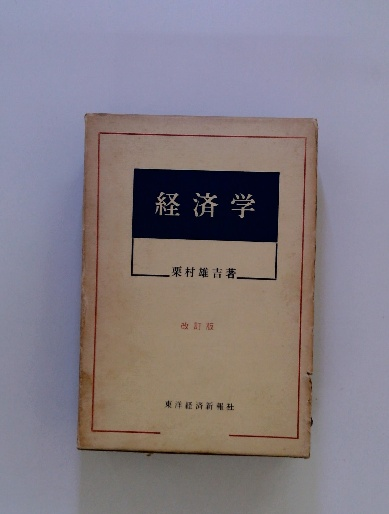 経済学
栗村雄吉著
改訂版
東洋経済新報社